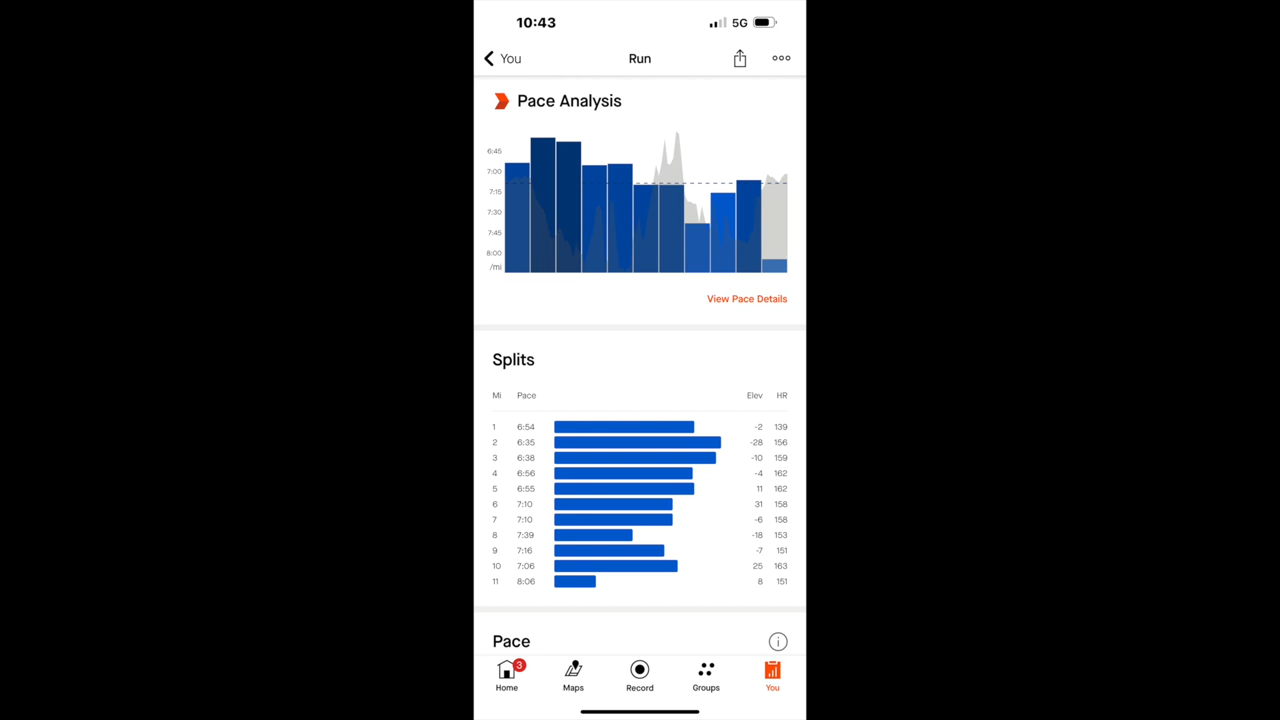 10:43 5G
You Run
Pace Analysis
6:45
7:00
7:15
7:30
7:45
8:00
/mi
View Pace Details
Splits
Mi Pace Elev HR
1 6:54 -2 139
2 6:35 -28 156
3 6:38 -10 159
4 6:56 -4 162
5 6:55 11 162
6 7:10 31 158
7 7:10 -6 158
8 7:39 -18 153
9 7:16 -7 151
10 7:06 25 163
11 8:06 8 151
Pace i
3
Home Maps Record Groups You